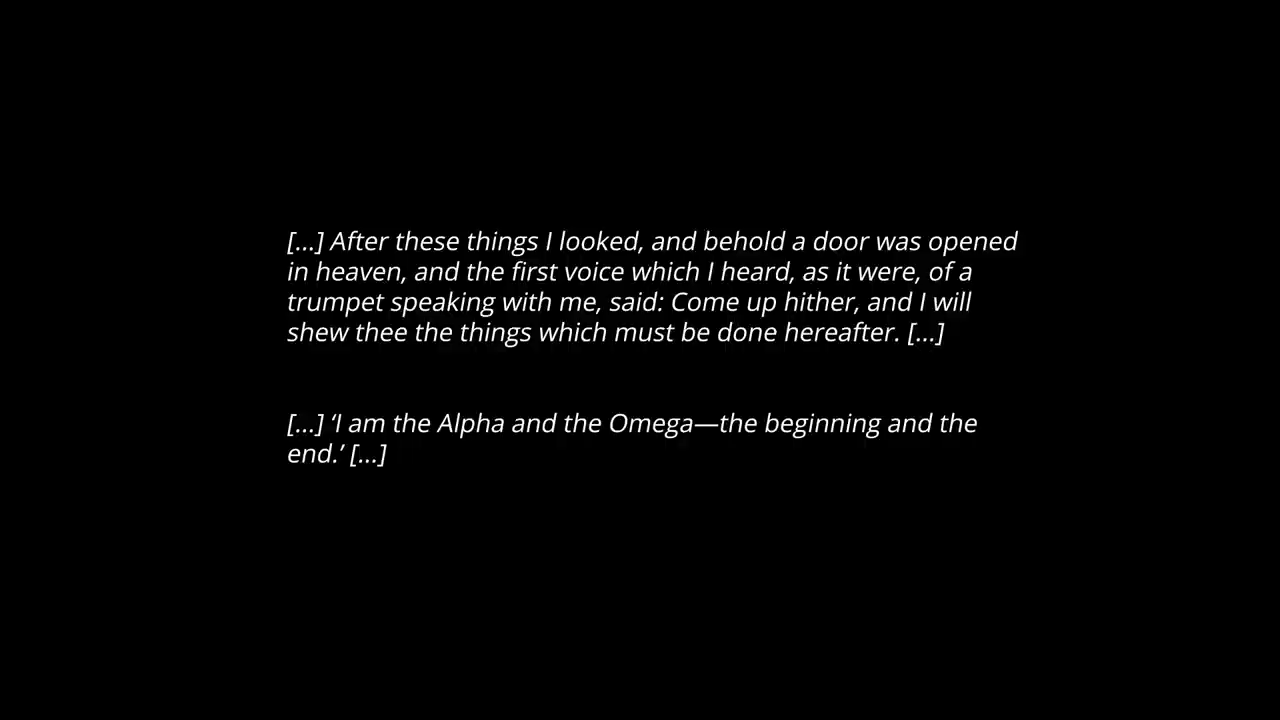 [...] After these things I looked, and behold a door was opened
in heaven, and the first voice which I heard, as it were, of a
trumpet speaking with me, said: Come up hither, and I will
shew thee the things which must be done hereafter. [...]
[...] ‘I am the Alpha and the Omega—the beginning and the
end.’ [...]